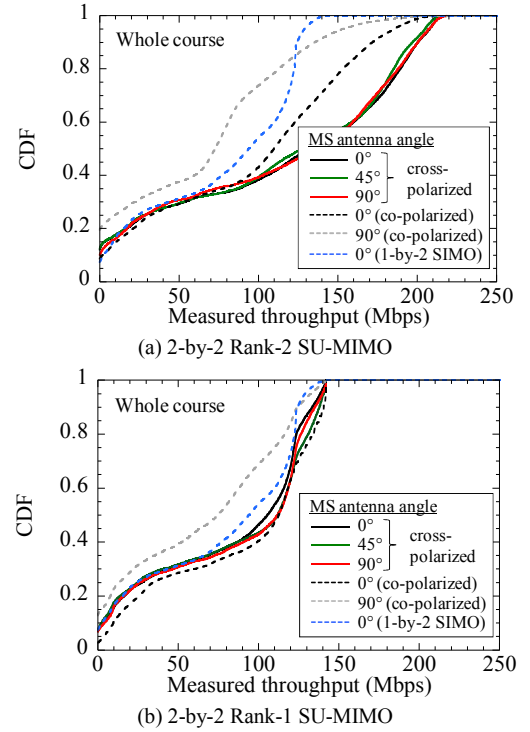 Whole course
CDF
1
0.8
0.6
0.4
0.2
0
MS antenna angle
0°
45°
90°
cross-
polarized
0° (co-polarized)
90° (co-polarized)
0° (1-by-2 SIMO)
0 50 100 150 200 250
Measured throughput (Mbps)
(a) 2-by-2 Rank-2 SU-MIMO
Whole course
CDF
1
0.8
0.6
0.4
0.2
0
MS antenna angle
0°
45°
90°
cross-
polarized
0° (co-polarized)
90° (co-polarized)
0° (1-by-2 SIMO)
0 50 100 150 200 250
Measured throughput (Mbps)
(b) 2-by-2 Rank-1 SU-MIMO